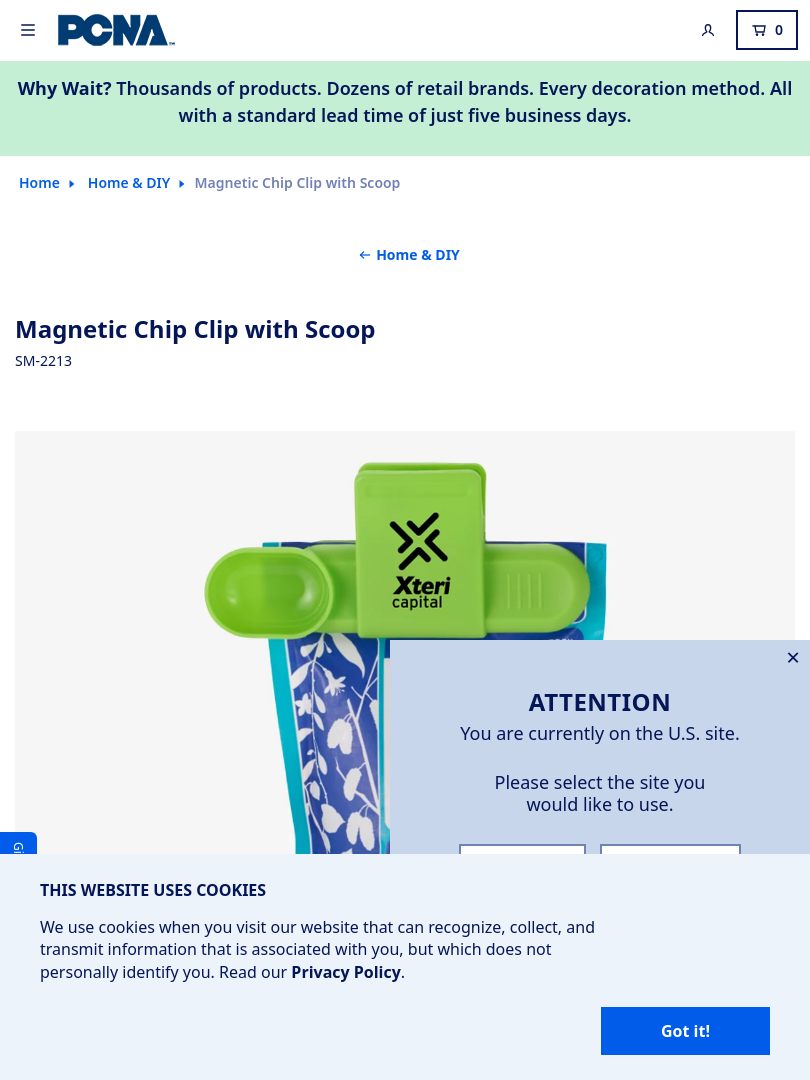 PCNA
0
Why Wait? Thousands of products. Dozens of retail brands. Every decoration method. All
with a standard lead time of just five business days.
Home
Home & DIY
Magnetic Chip Clip with Scoop
Home & DIY
Magnetic Chip Clip with Scoop
SM-2213
Xteri
capital
ATTENTION
You are currently on the U.S. site.
Please select the site you
would like to use.
THIS WEBSITE USES COOKIES
We use cookies when you visit our website that can recognize, collect, and
transmit information that is associated with you, but which does not
personally identify you. Read our Privacy Policy.
Got it!